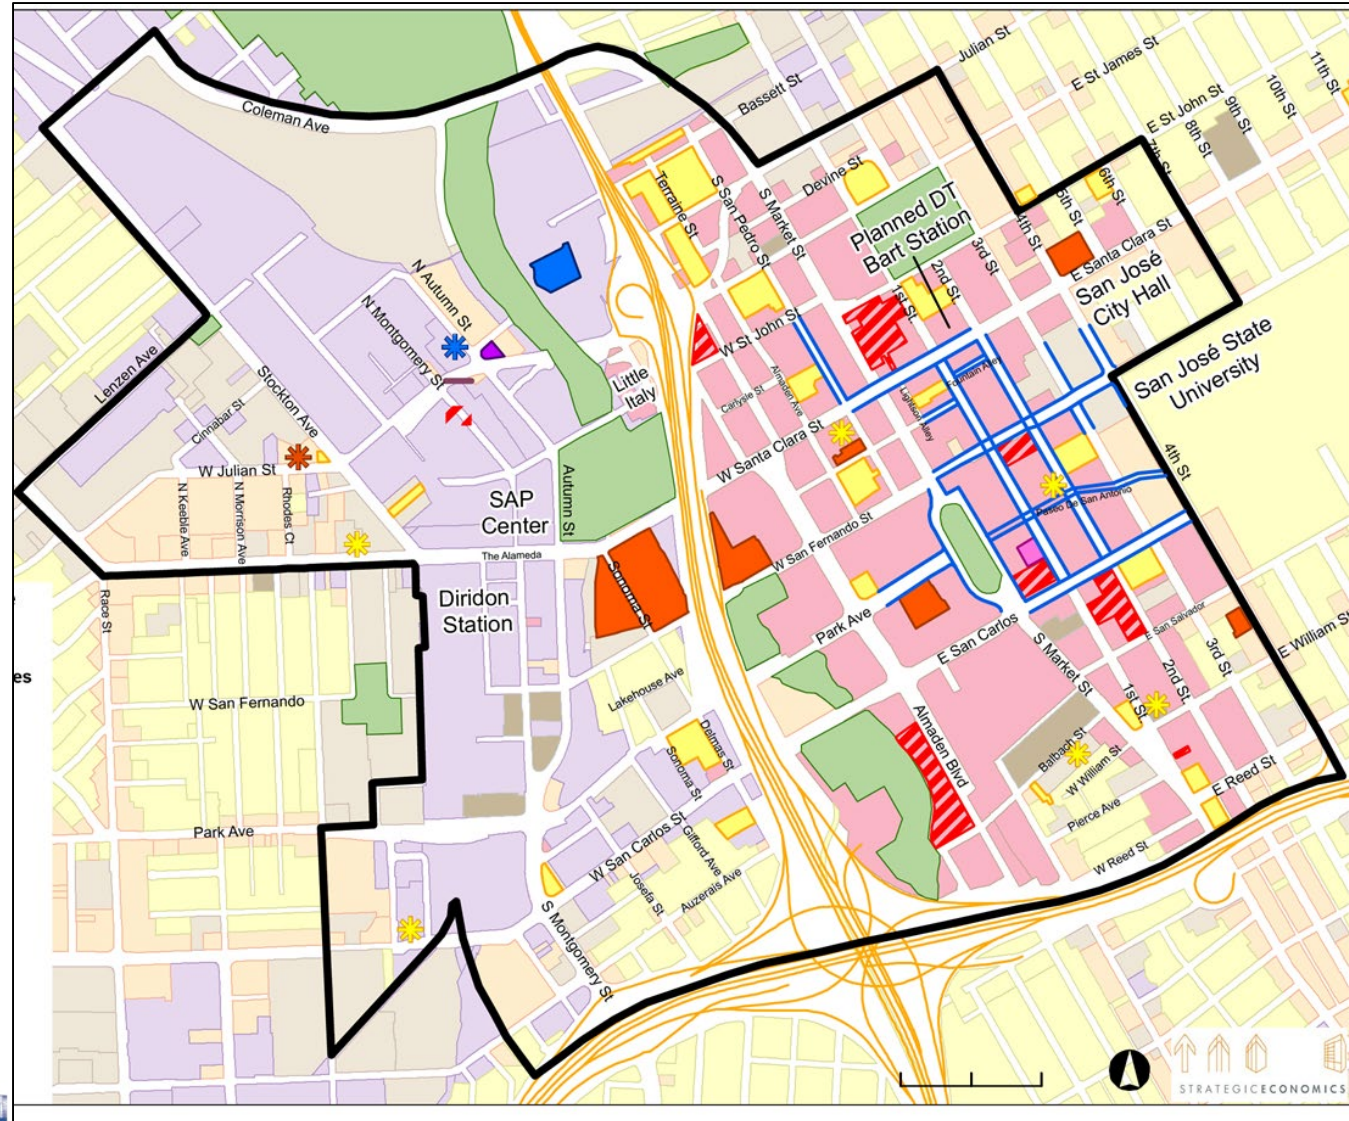 Coleman Ave
Bassett St
Julian St
E St James St
11th St
10th St
E St John St
9th St
8th St
7th St
6th St
5th St
4th St
E Santa Clara St
Devine St
Terraine St
S San Pedro St
S Market St
Planned DT
Bart Station
3rd St
2nd St.
1st St.
San José
City Hall
San José State
University
N Autumn St
N Montgomery St
W St John St
Little
Italy
Carlysle St
Almaden Ave
Lightson Alley
Fountain Alley
Lenzen Ave
Stockton Ave
Cinnabar St
W Julian St
N Keeble Ave
N Morrison Ave
Rhodes Ct
W Santa Clara St
4th St
Paseo De San Antonio
SAP
Center
Autumn St
The Alameda
W San Fernando St
Sonoma St
Diridon
Station
Race St
Park Ave
E San Carlos
E San Salvador
E William St
3rd St
2nd St.
1st St.
S Market St
es
W San Fernando
Lakehouse Ave
Delmas St
Sonoma St
Almaden Blvd
Balbach St
W William St
Pierce Ave
E Reed St
W Reed St
Park Ave
W San Carlos St
Gifford Ave
Josefa St
Auzerais Ave
S Montgomery St
STRATEGICECONOMICS